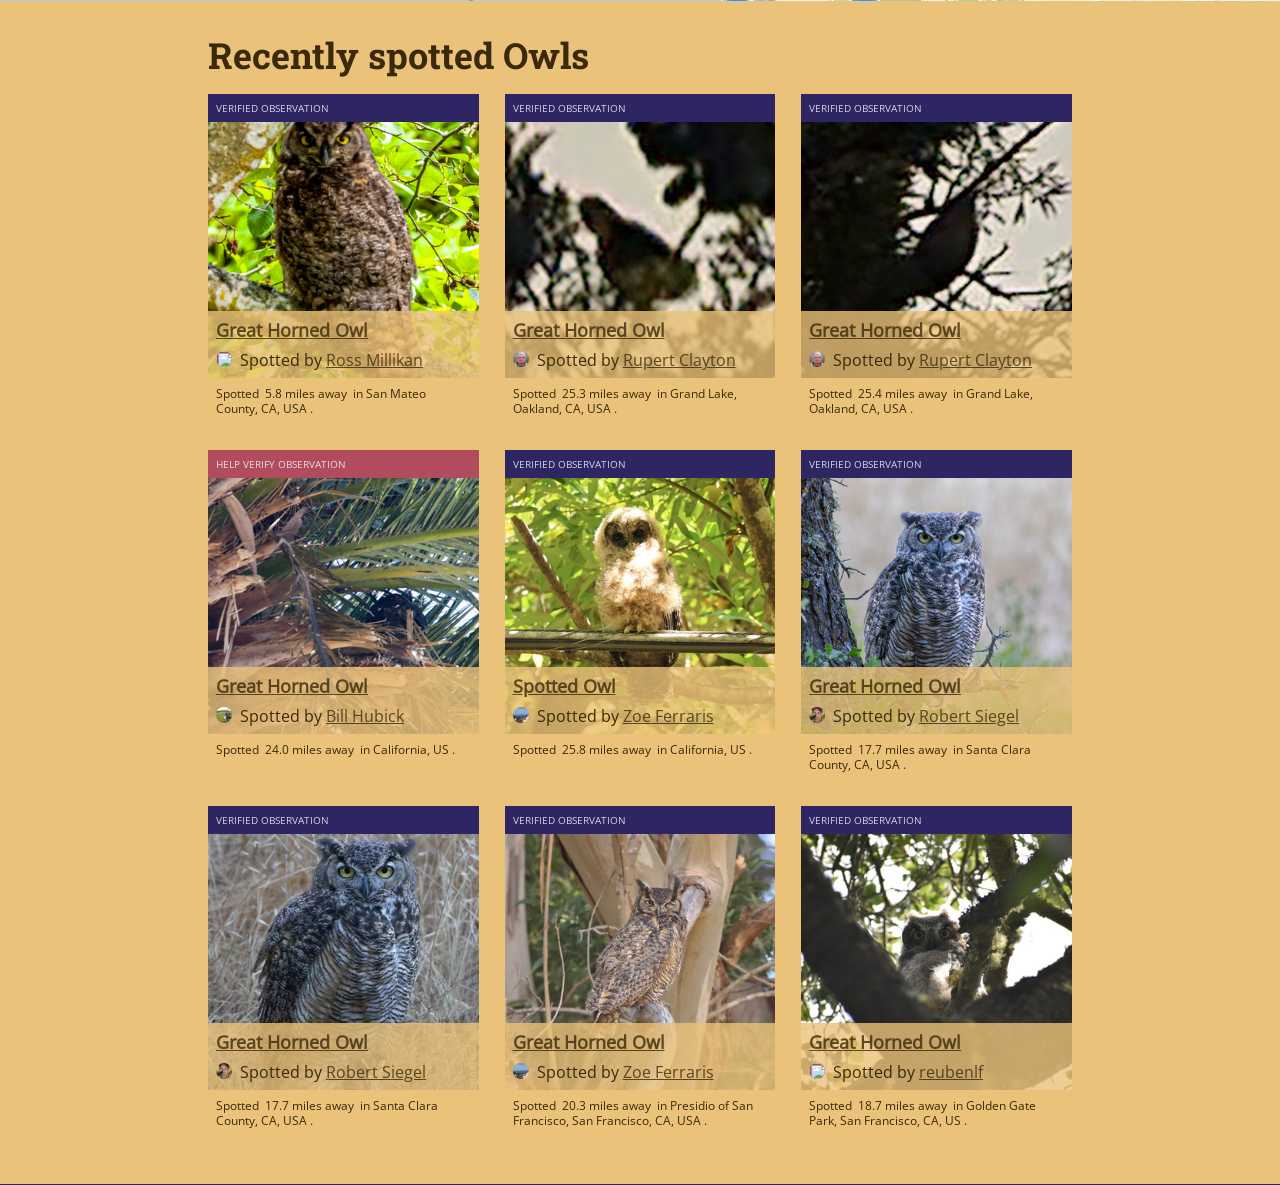 Recently spotted Owls
VERIFIED OBSERVATION
Great Horned Owl
Spotted by Ross Millikan
Spotted 5.8 miles away in San Mateo
County, CA, USA .
VERIFIED OBSERVATION
Great Horned Owl
Spotted by Rupert Clayton
Spotted 25.3 miles away in Grand Lake,
Oakland, CA, USA .
VERIFIED OBSERVATION
Great Horned Owl
Spotted by Rupert Clayton
Spotted 25.4 miles away in Grand Lake,
Oakland, CA, USA .
HELP VERIFY OBSERVATION
Great Horned Owl
Spotted by Bill Hubick
Spotted 24.0 miles away in California, US .
VERIFIED OBSERVATION
Spotted Owl
Spotted by Zoe Ferraris
Spotted 25.8 miles away in California, US .
VERIFIED OBSERVATION
Great Horned Owl
Spotted by Robert Siegel
Spotted 17.7 miles away in Santa Clara
County, CA, USA .
VERIFIED OBSERVATION
Great Horned Owl
Spotted by Robert Siegel
Spotted 17.7 miles away in Santa Clara
County, CA, USA .
VERIFIED OBSERVATION
Great Horned Owl
Spotted by Zoe Ferraris
Spotted 20.3 miles away in Presidio of San
Francisco, San Francisco, CA, USA .
VERIFIED OBSERVATION
Great Horned Owl
Spotted by reubenlf
Spotted 18.7 miles away in Golden Gate
Park, San Francisco, CA, US .